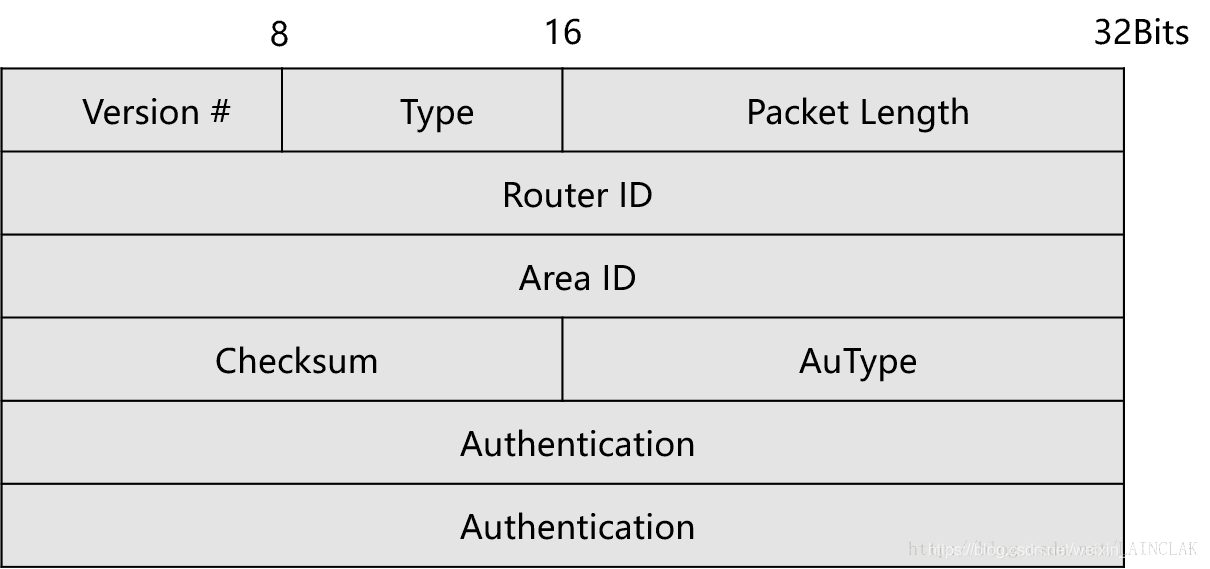 8 16 32Bits
Version # Type Packet Length
Router ID
Area ID
Checksum AuType
Authentication
Authentication